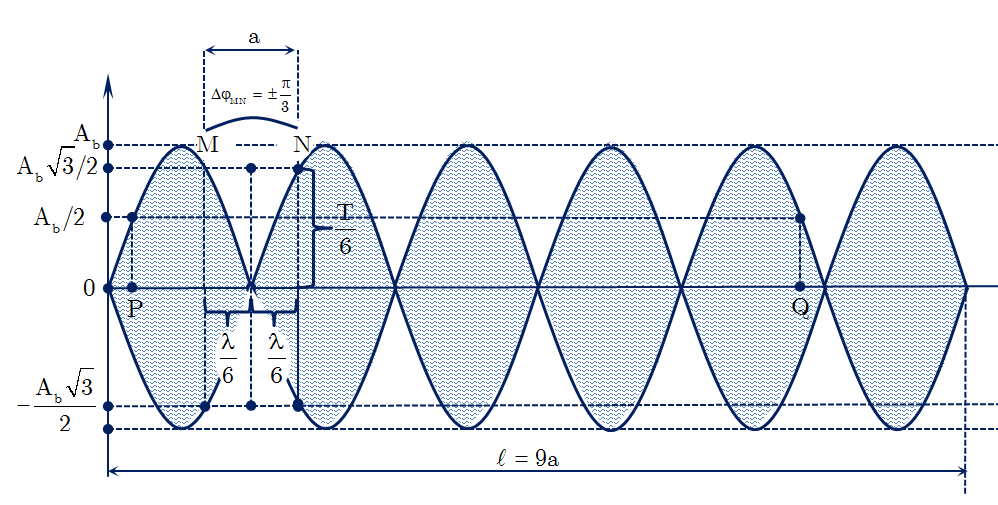 a
Δφ_MN = ± π/3
A_b
M N
A_b√3/2
A_b/2
T/6
0
P Q
λ/6 λ/6
−A_b√3/2
ℓ = 9a